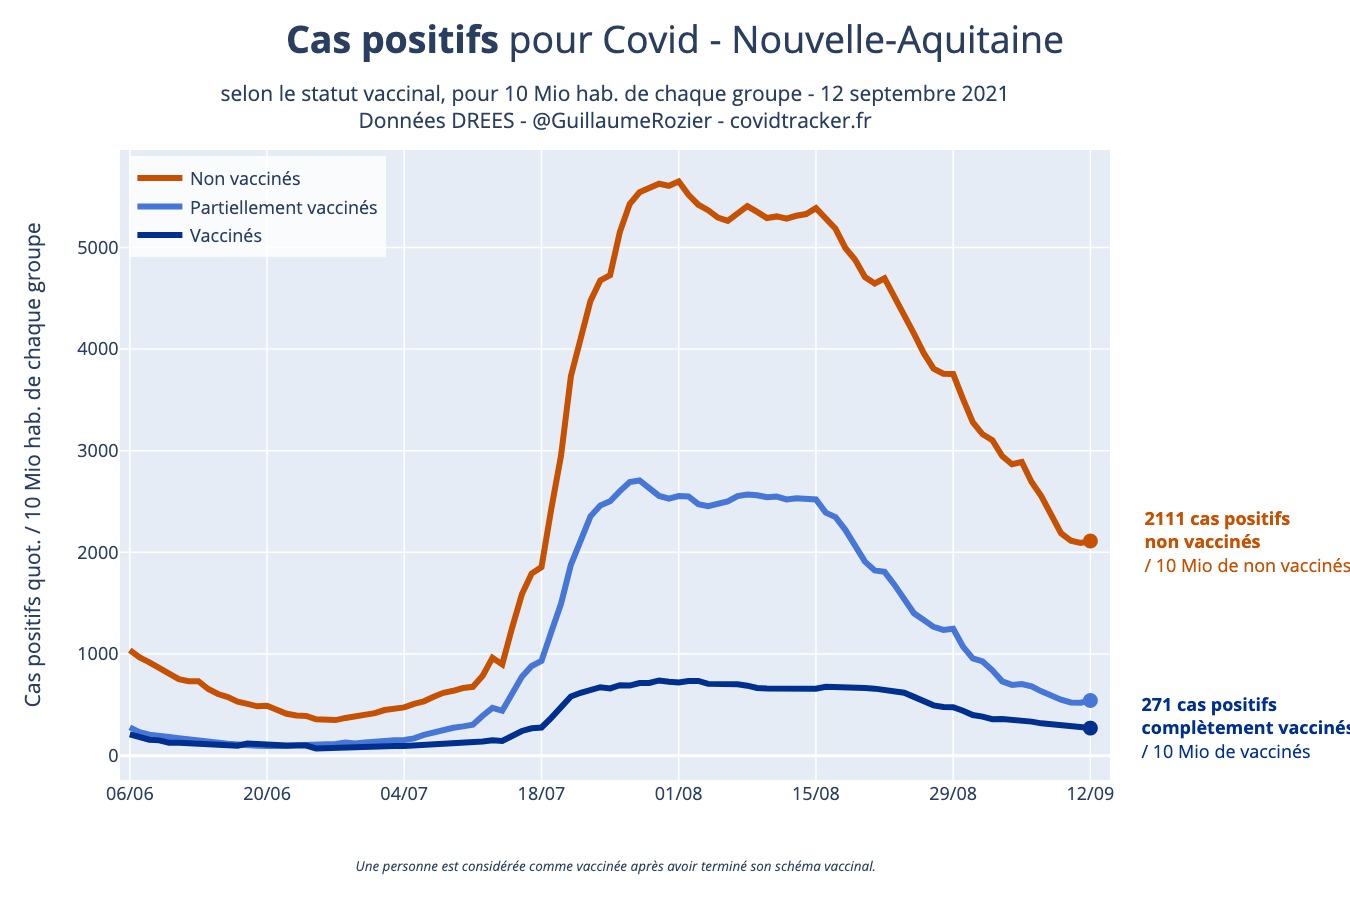 Cas positifs pour Covid - Nouvelle-Aquitaine
selon le statut vaccinal, pour 10 Mio hab. de chaque groupe - 12 septembre 2021
Données DREES - @GuillaumeRozier - covidtracker.fr
Non vaccinés
Partiellement vaccinés
Vaccinés
Cas positifs quot. / 10 Mio hab. de chaque groupe
5000
4000
3000
2000
1000
0
06/06
20/06
04/07
18/07
01/08
15/08
29/08
12/09
2111 cas positifs
non vaccinés
/ 10 Mio de non vaccinés
271 cas positifs
complètement vaccinés
/ 10 Mio de vaccinés
Une personne est considérée comme vaccinée après avoir terminé son schéma vaccinal.